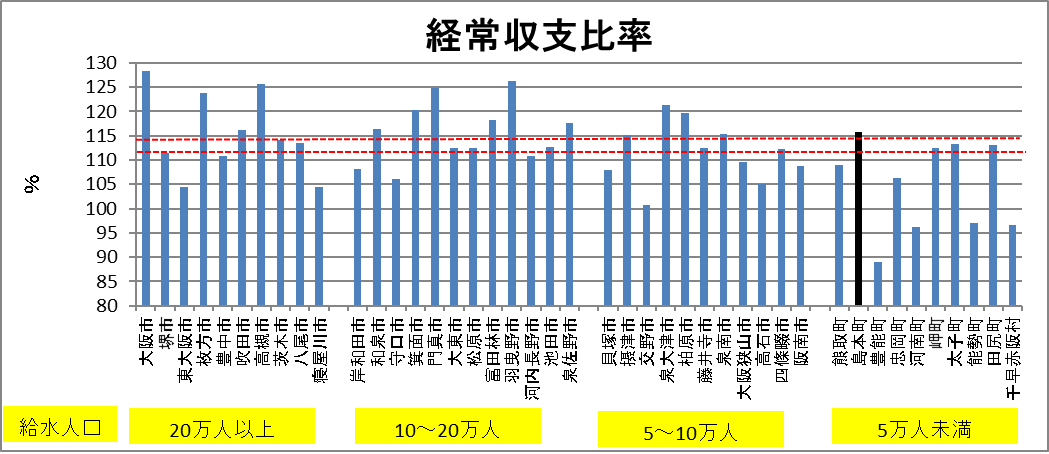 経常収支比率
%
130
125
120
115
110
105
100
95
90
85
80
大阪市
堺市
東大阪市
枚方市
豊中市
吹田市
高槻市
茨木市
八尾市
寝屋川市
岸和田市
和泉市
守口市
箕面市
門真市
大東市
松原市
富田林市
羽曳野市
河内長野市
池田市
泉佐野市
貝塚市
摂津市
交野市
泉大津市
柏原市
藤井寺市
泉南市
大阪狭山市
高石市
四條畷市
阪南市
熊取町
島本町
豊能町
忠岡町
河南町
岬町
太子町
能勢町
田尻町
千早赤阪村
給水人口
20万人以上
10～20万人
5～10万人
5万人未満